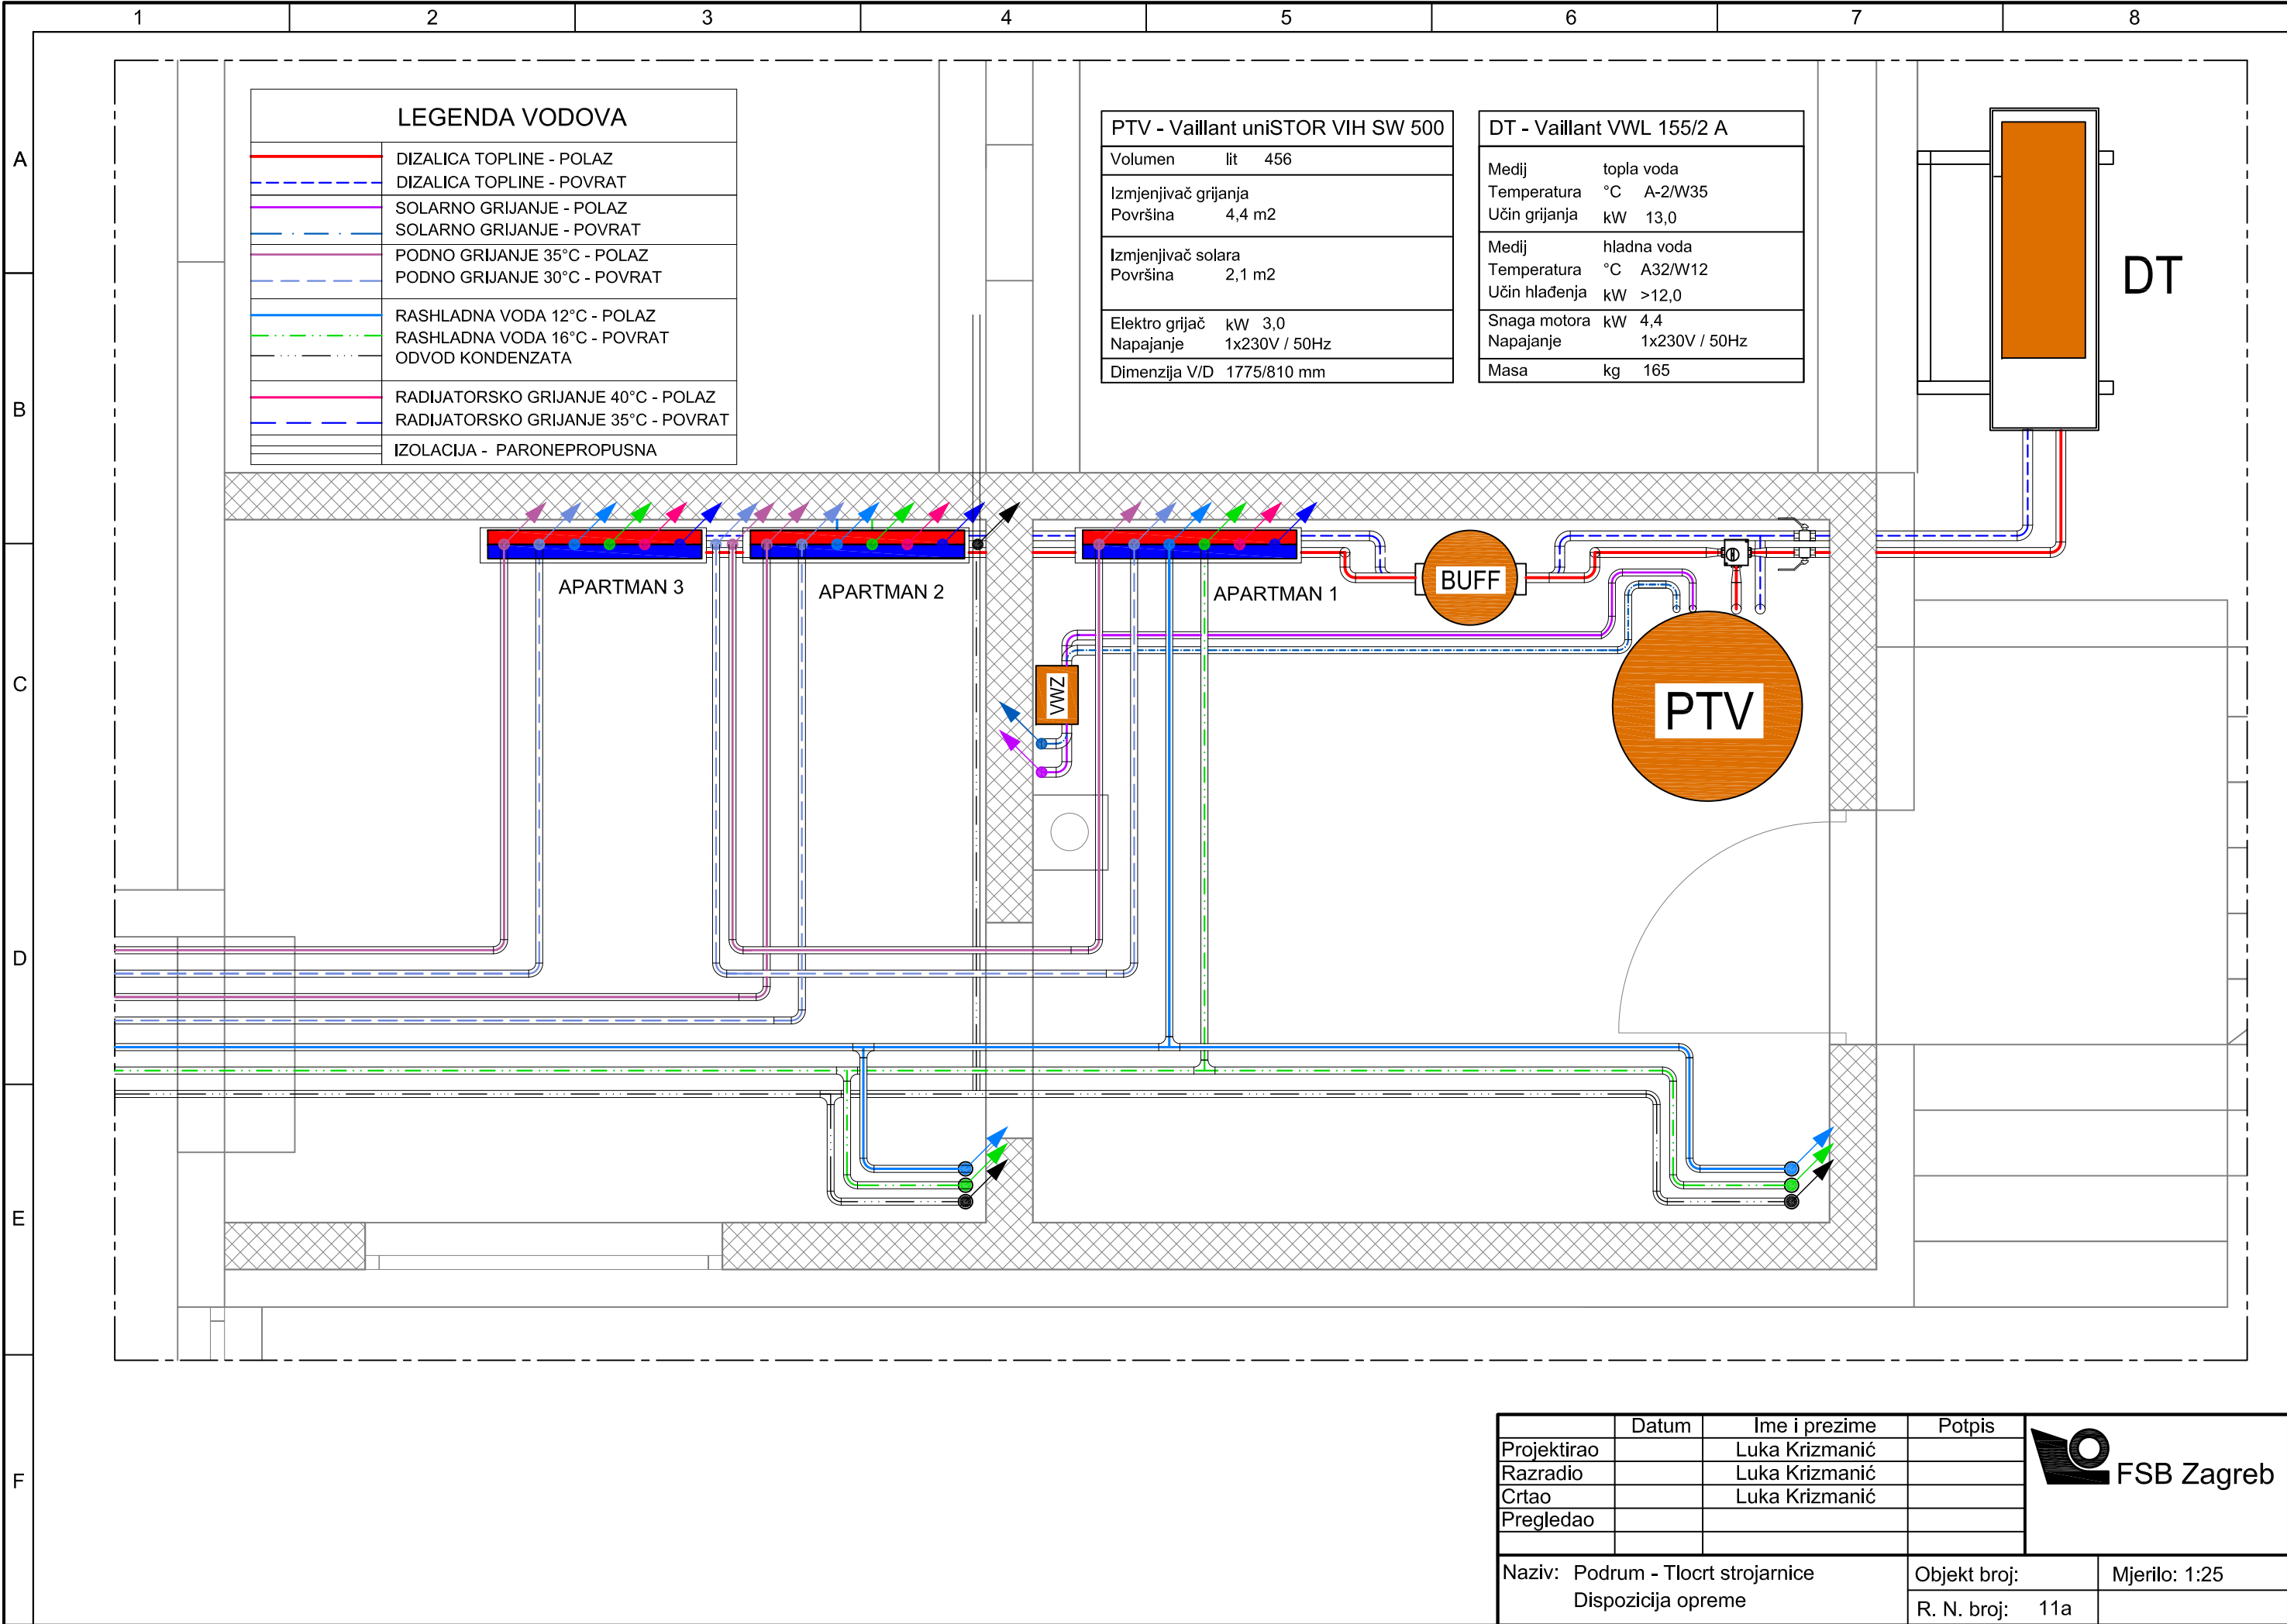 1 2 3 4 5 6 7 8
A
B
C
D
E
F
LEGENDA VODOVA
DIZALICA TOPLINE - POLAZ
DIZALICA TOPLINE - POVRAT
SOLARNO GRIJANJE - POLAZ
SOLARNO GRIJANJE - POVRAT
PODNO GRIJANJE 35°C - POLAZ
PODNO GRIJANJE 30°C - POVRAT
RASHLADNA VODA 12°C - POLAZ
RASHLADNA VODA 16°C - POVRAT
ODVOD KONDENZATA
RADIJATORSKO GRIJANJE 40°C - POLAZ
RADIJATORSKO GRIJANJE 35°C - POVRAT
IZOLACIJA - PARONEPROPUSNA
PTV - Vaillant uniSTOR VIH SW 500
Volumen lit 456
Izmjenjivač grijanja
Površina 4,4 m2
Izmjenjivač solara
Površina 2,1 m2
Elektro grijač kW 3,0
Napajanje 1x230V / 50Hz
Dimenzija V/D 1775/810 mm
DT - Vaillant VWL 155/2 A
Medij topla voda
Temperatura °C A-2/W35
Učin grijanja kW 13,0
Medij hladna voda
Temperatura °C A32/W12
Učin hlađenja kW >12,0
Snaga motora kW 4,4
Napajanje 1x230V / 50Hz
Masa kg 165
DT
APARTMAN 3
APARTMAN 2
APARTMAN 1
BUFF
VWZ
PTV
Datum Ime i prezime Potpis
Projektirao Luka Krizmanić
Razradio Luka Krizmanić
Crtao Luka Krizmanić
Pregledao
FSB Zagreb
Naziv: Podrum - Tlocrt strojarnice
Dispozicija opreme
Objekt broj:
Mjerilo: 1:25
R. N. broj: 11a